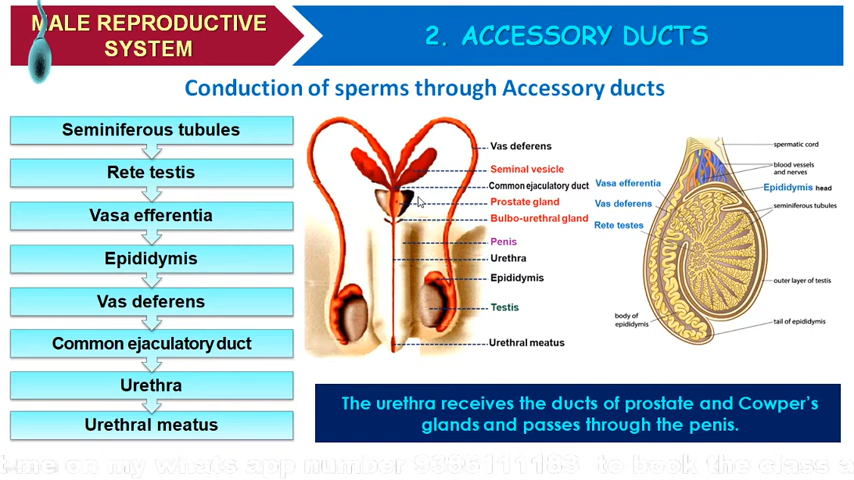 MALE REPRODUCTIVE
SYSTEM
2. ACCESSORY DUCTS
Conduction of sperms through Accessory ducts
Seminiferous tubules
Rete testis
Vasa efferentia
Epididymis
Vas deferens
Common ejaculatory duct
Urethra
Urethral meatus
Vas deferens
Seminal vesicle
Common ejaculatory duct
Prostate gland
Bulbo-urethral gland
Penis
Urethra
Epididymis
Testis
Urethral meatus
Vasa efferentia
Vas deferens
Rete testes
body of
epididymis
spermatic cord
blood vessels
and nerves
Epididymis head
seminiferous tubules
outer layer of testis
tail of epididymis
The urethra receives the ducts of prostate and Cowper's
glands and passes through the penis.
me on my whats app number 9386111183 to book the class a